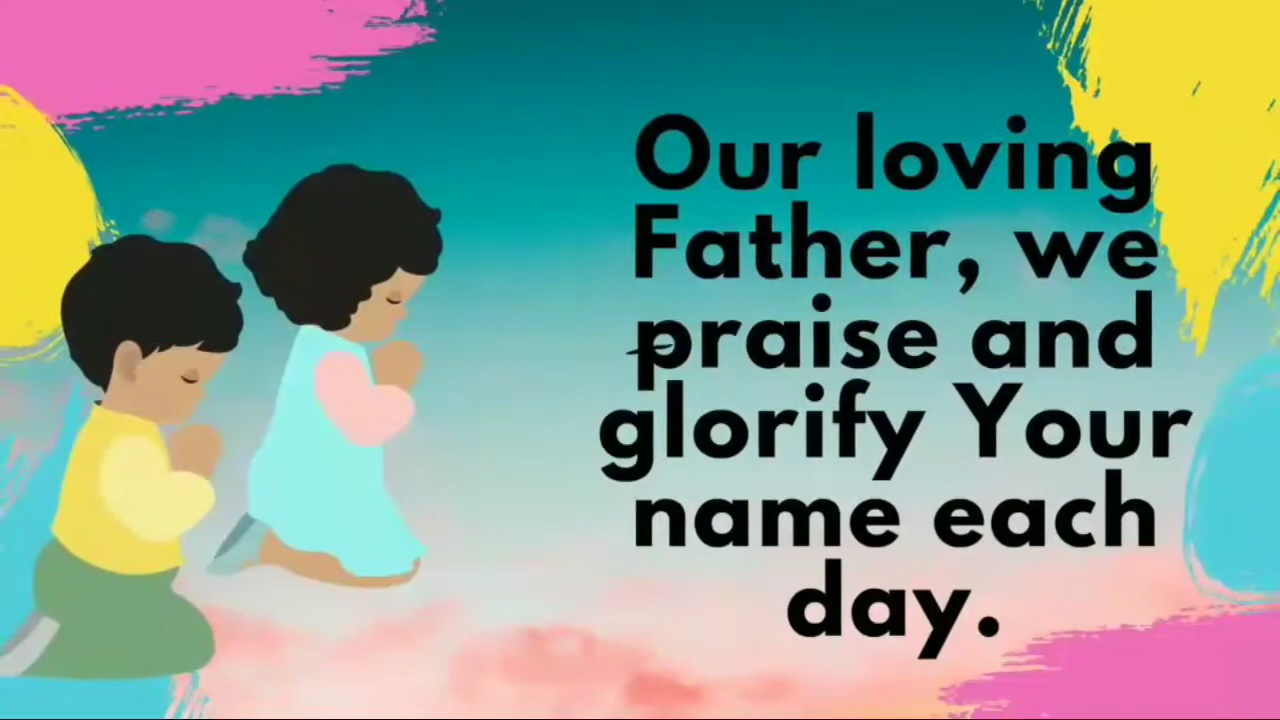 Our loving
Father, we
praise and
glorify Your
name each
day.